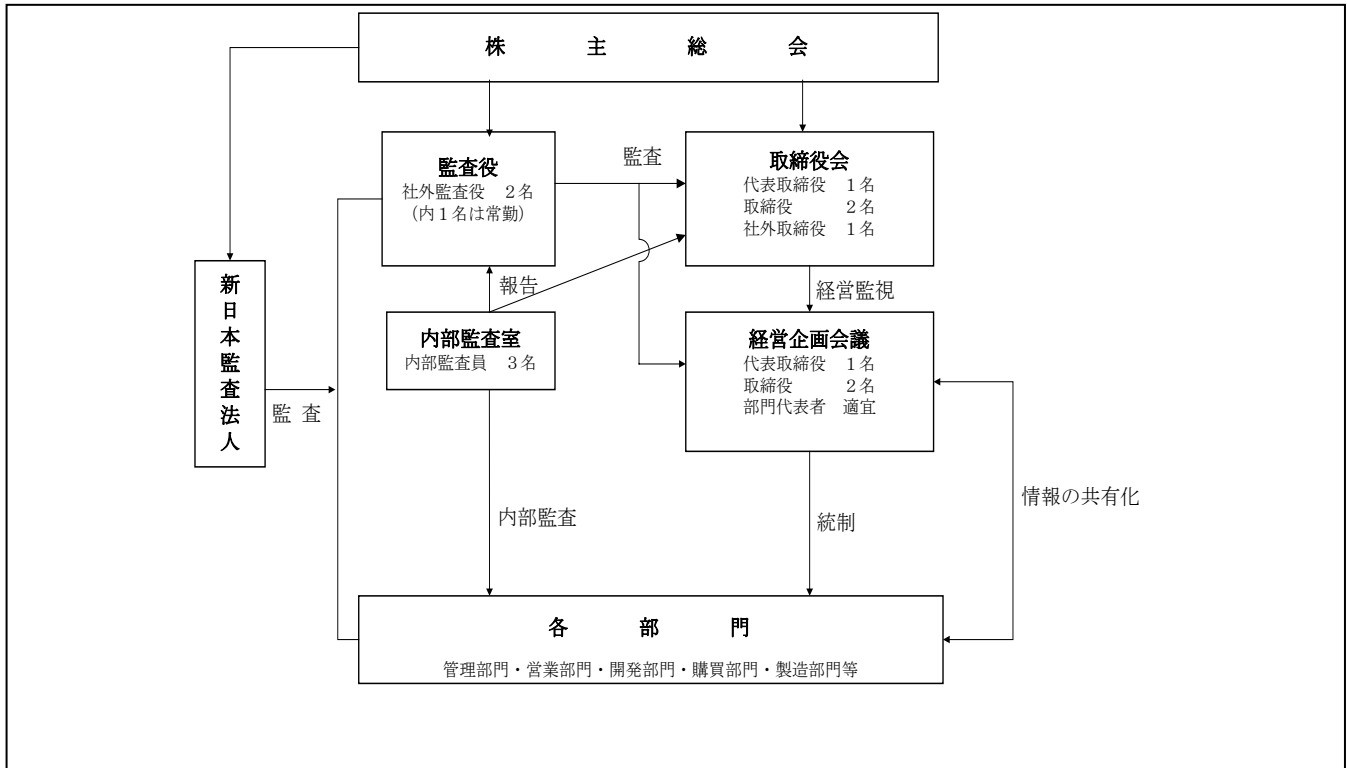 株　主　総　会
監査役
社外監査役　２名
（内１名は常勤）
監査
取締役会
代表取締役　１名
取締役　　　２名
社外取締役　１名
新日本監査法人
監 査
報告
経営監視
内部監査室
内部監査員　３名
経営企画会議
代表取締役　１名
取締役　　　２名
部門代表者　適宜
内部監査
統制
情報の共有化
各　部　門
管理部門・営業部門・開発部門・購買部門・製造部門等